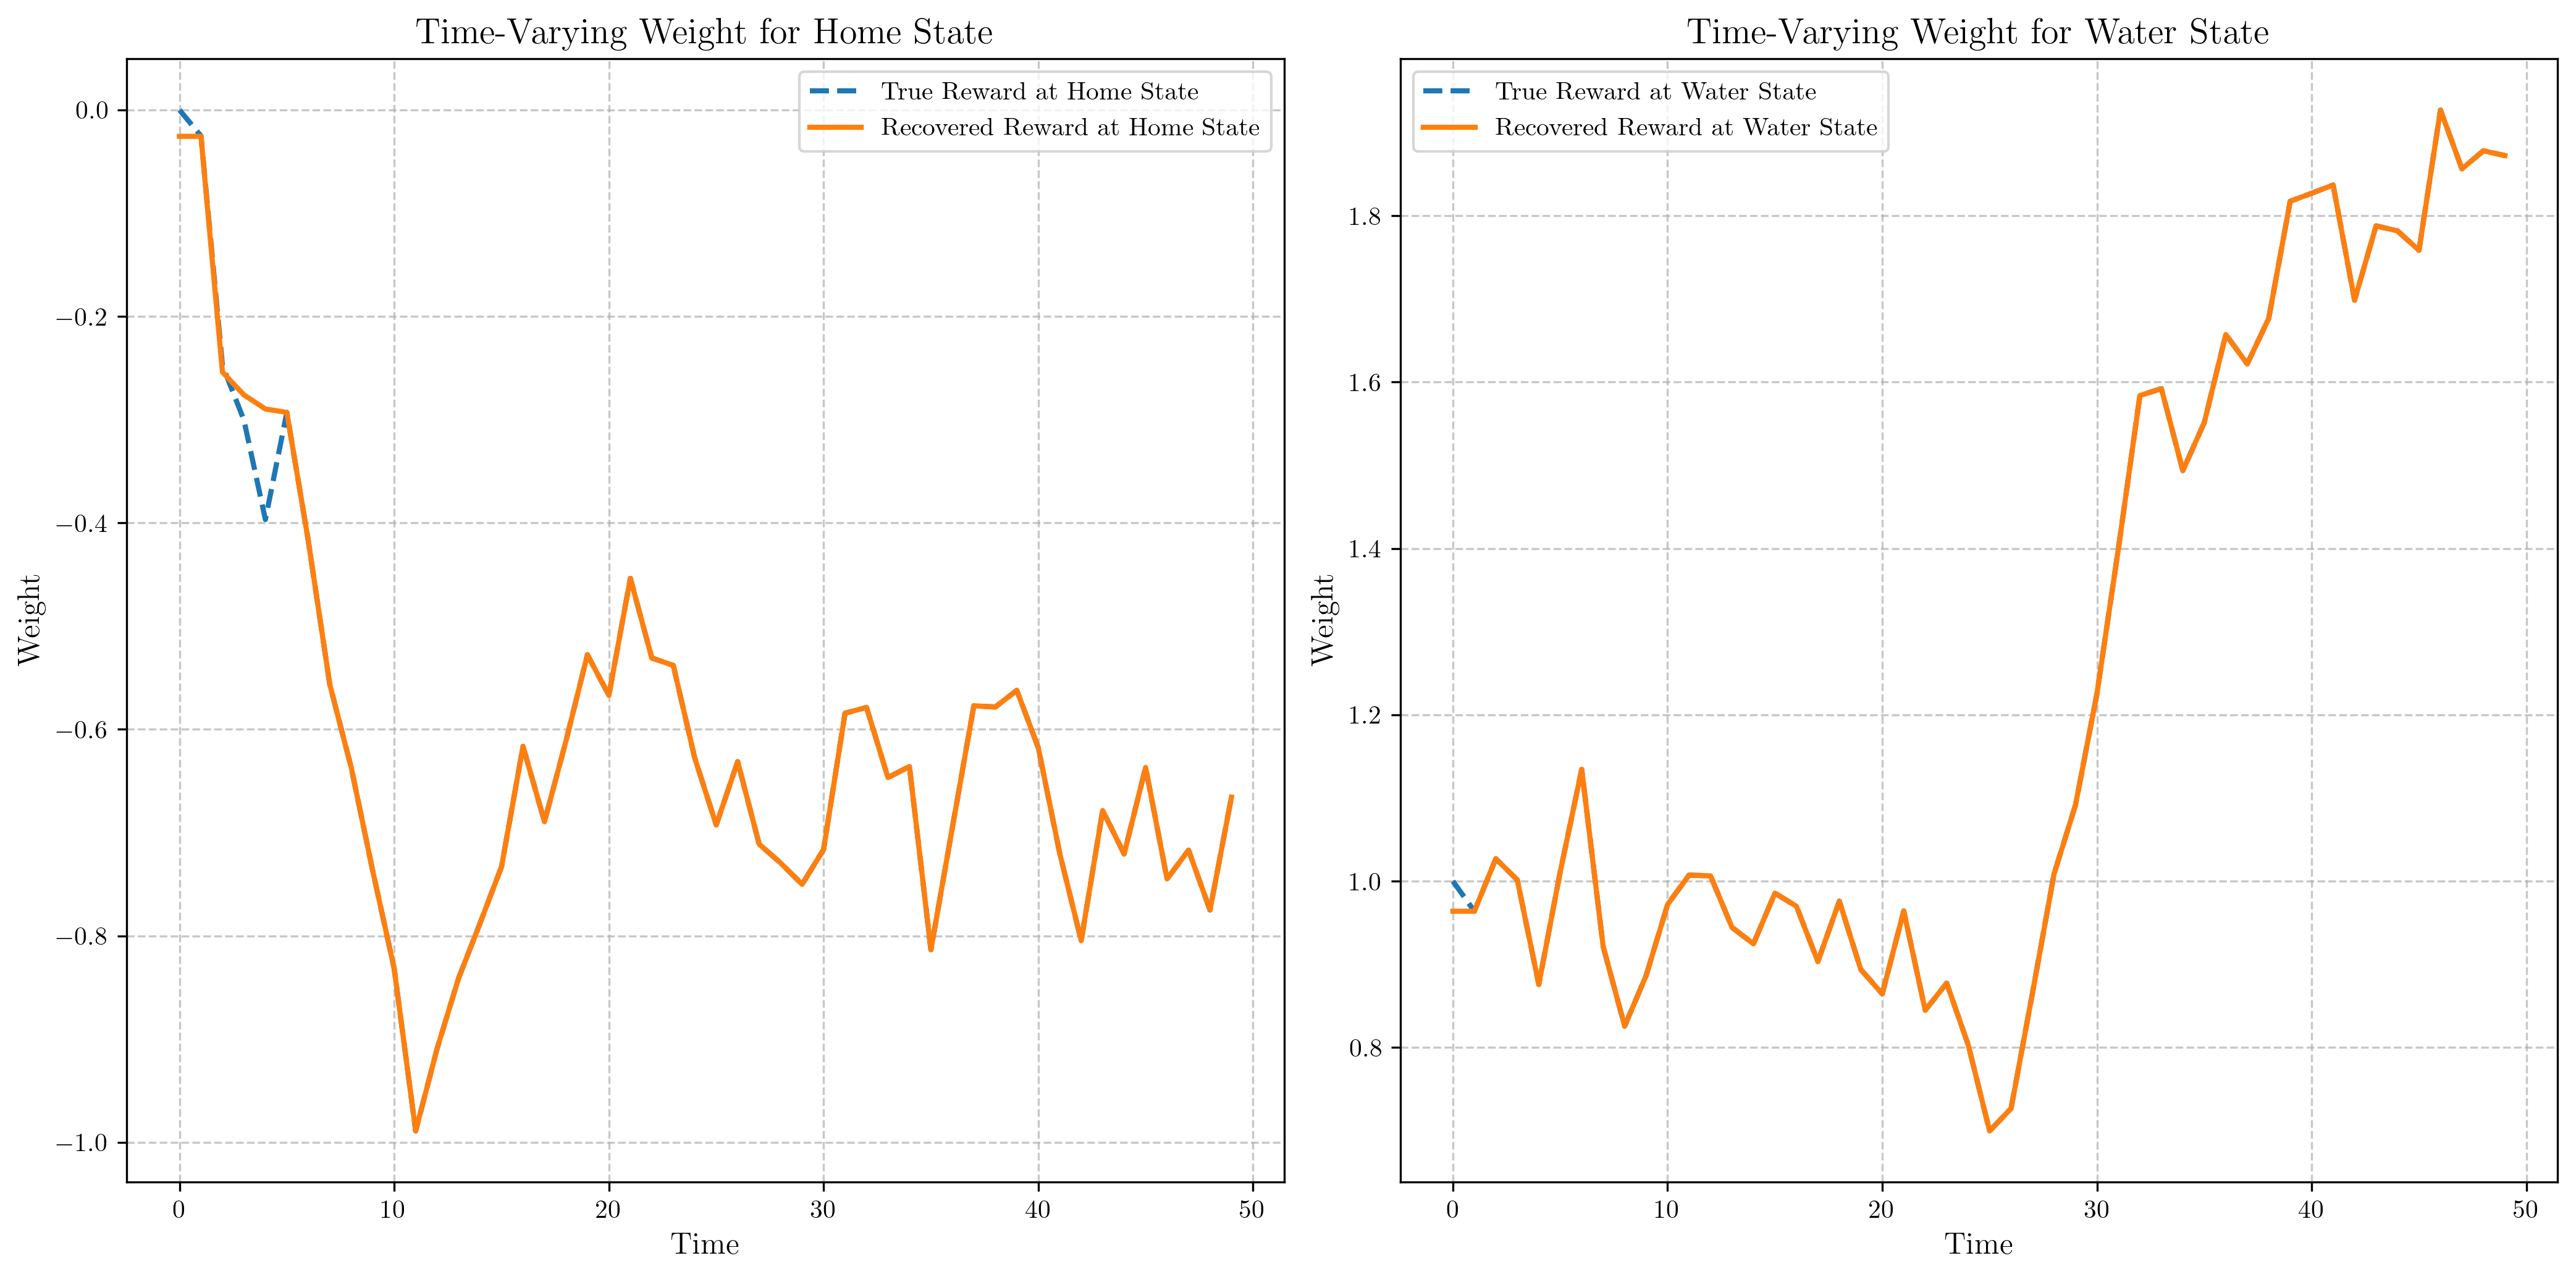 Time-Varying Weight for Home State
True Reward at Home State
Recovered Reward at Home State
Weight
0.0
−0.2
−0.4
−0.6
−0.8
−1.0
0 10 20 30 40 50
Time
Time-Varying Weight for Water State
True Reward at Water State
Recovered Reward at Water State
Weight
1.8
1.6
1.4
1.2
1.0
0.8
0 10 20 30 40 50
Time